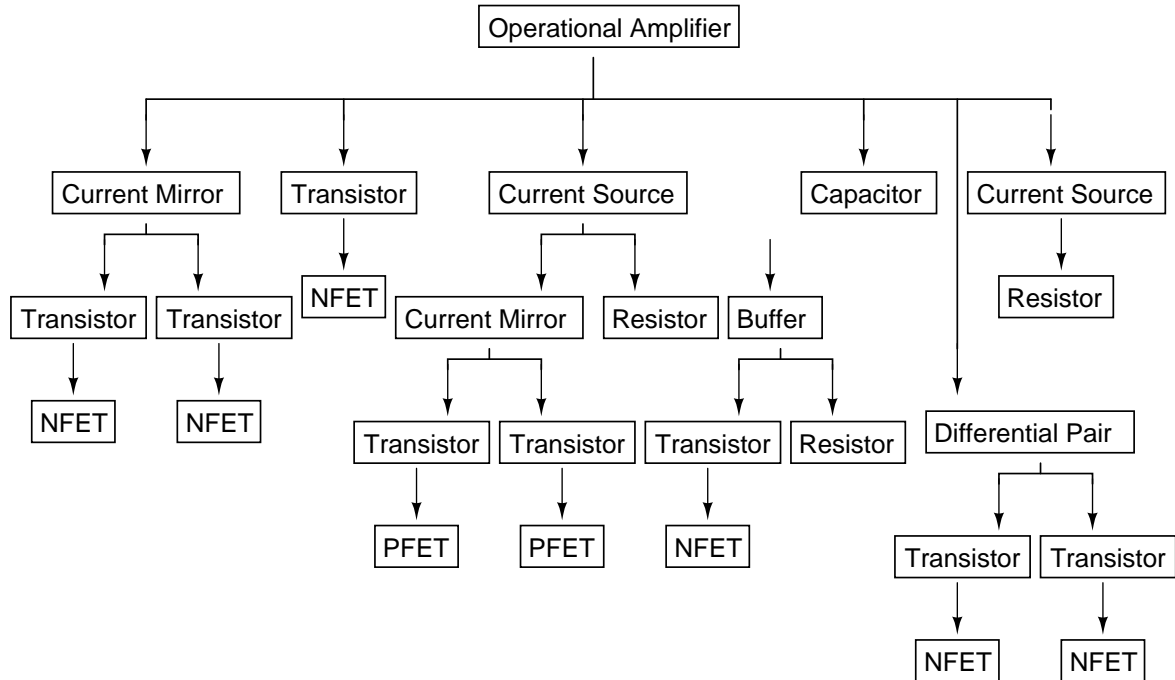 Operational Amplifier
Current Mirror
Transistor
Current Source
Capacitor
Current Source
Transistor
Transistor
NFET
Current Mirror
Resistor
Buffer
Resistor
NFET
NFET
Transistor
Transistor
Transistor
Resistor
Differential Pair
PFET
PFET
NFET
Transistor
Transistor
NFET
NFET